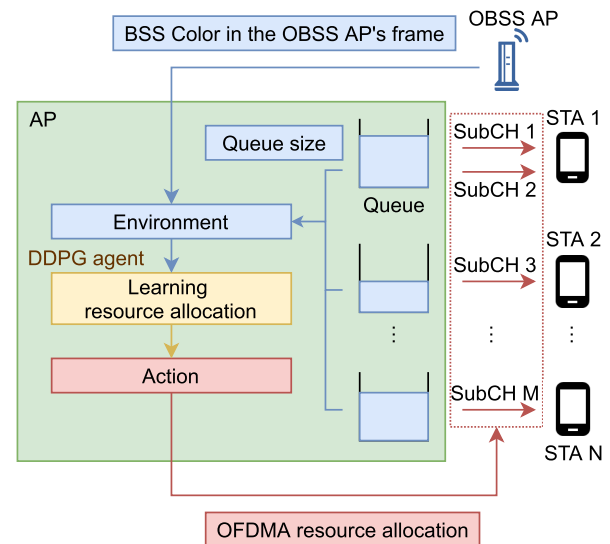 OBSS AP
BSS Color in the OBSS AP's frame
AP
Queue size
SubCH 1
STA 1
SubCH 2
Queue
Environment
DDPG agent
STA 2
SubCH 3
Learning
resource allocation
⋮
⋮
⋮
Action
SubCH M
STA N
OFDMA resource allocation